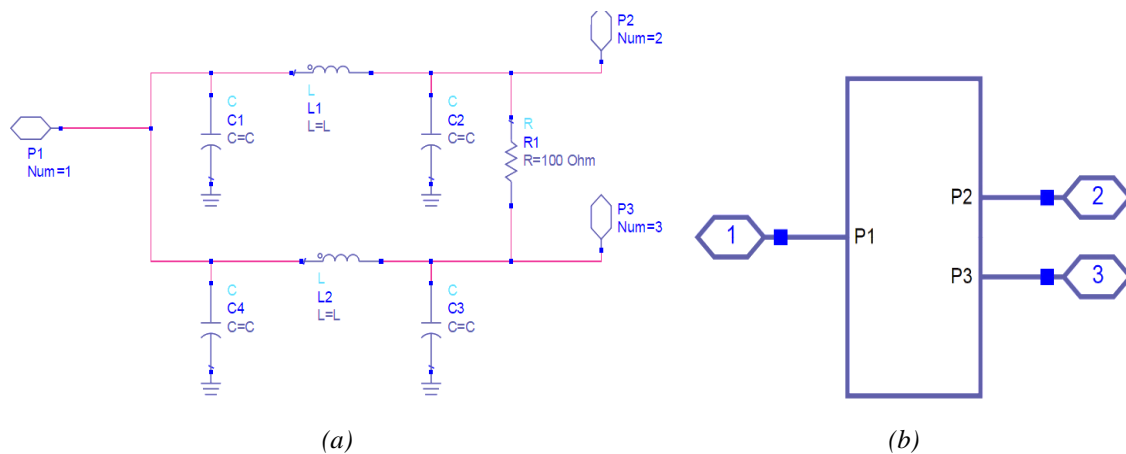 P2
Num=2
C
C1
C=C
L
L1
L=L
C
C2
C=C
R
R1
R=100 Ohm
P1
Num=1
P3
Num=3
C
C4
C=C
L
L2
L=L
C
C3
C=C
(a)
1
P1
P2
2
P3
3
(b)